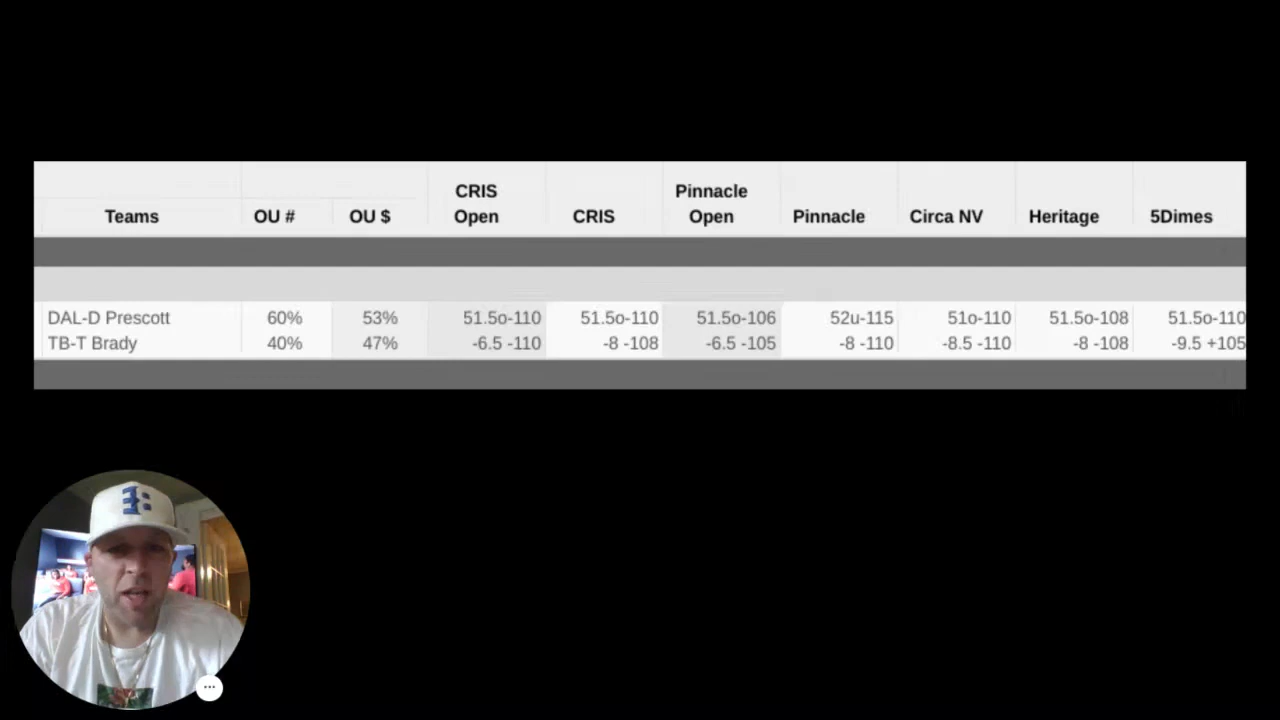 CRIS Pinnacle
Teams OU # OU $ Open CRIS Open Pinnacle Circa NV Heritage 5Dimes
DAL-D Prescott 60% 53% 51.5o-110 51.5o-110 51.5o-106 52u-115 51o-110 51.5o-108 51.5o-110
TB-T Brady 40% 47% -6.5 -110 -8 -108 -6.5 -105 -8 -110 -8.5 -110 -8 -108 -9.5 +105